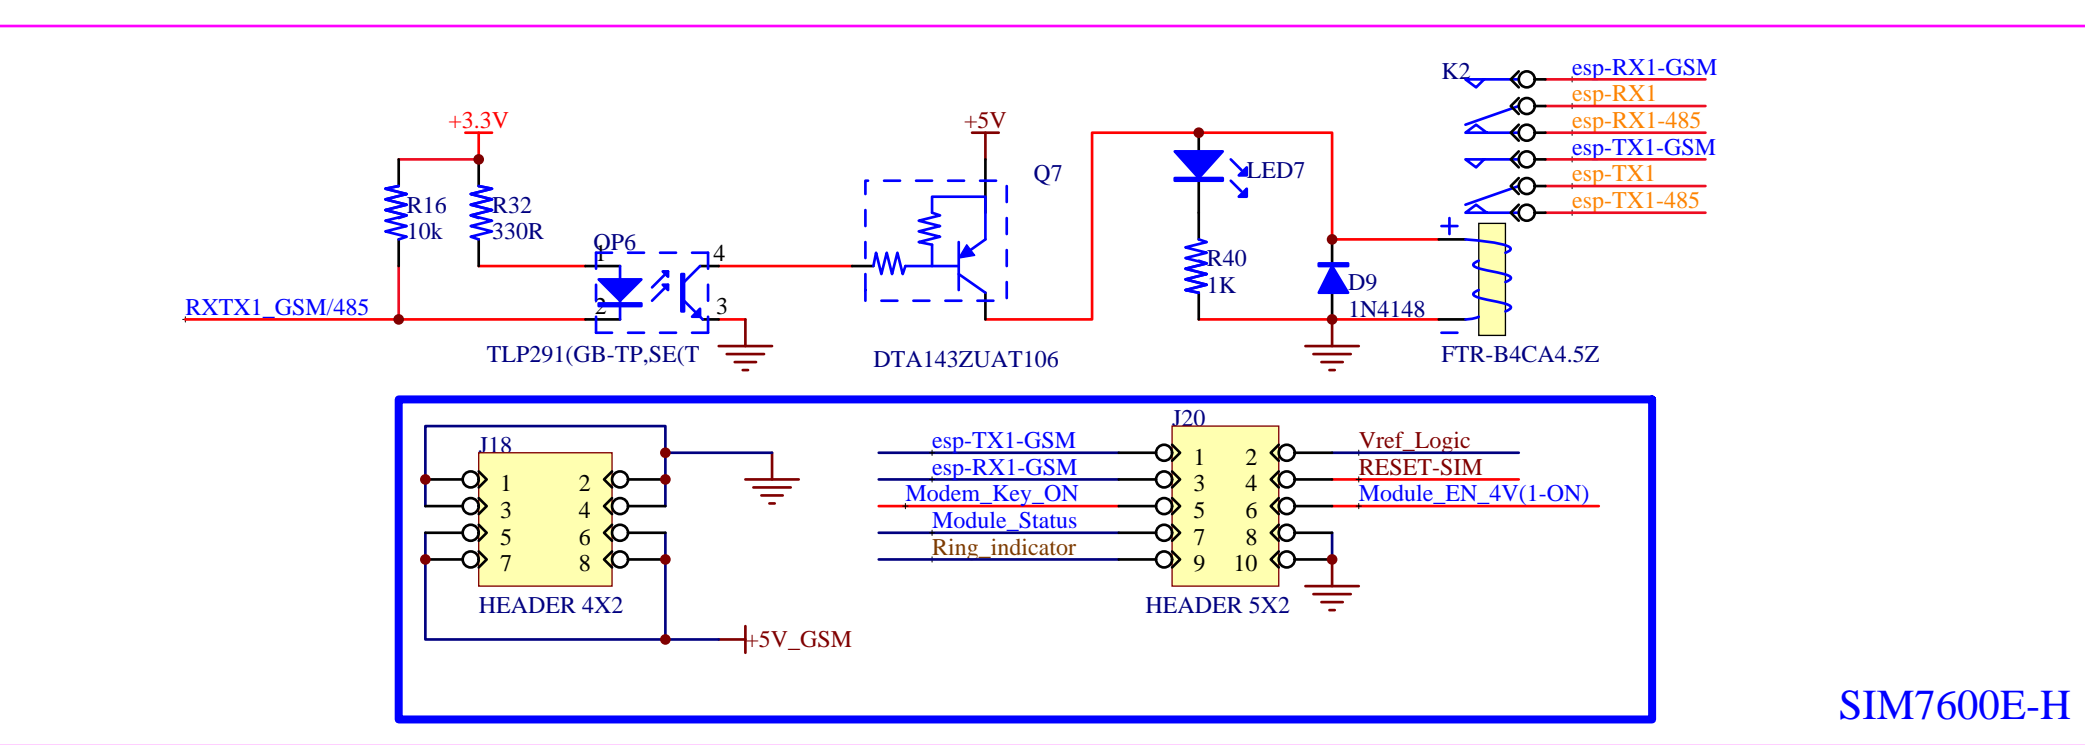 K2
esp-RX1-GSM
esp-RX1
esp-RX1-485
esp-TX1-GSM
esp-TX1
esp-TX1-485
+3.3V
+5V
Q7
LED7
R16
10k
R32
330R
OP6
1
4
2
3
RXTX1_GSM/485
TLP291(GB-TP,SE(T
DTA143ZUAT106
R40
1K
D9
1N4148
+
−
FTR-B4CA4.5Z
J18
1 2
3 4
5 6
7 8
HEADER 4X2
+5V_GSM
J20
esp-TX1-GSM 1 2 Vref_Logic
esp-RX1-GSM 3 4 RESET-SIM
Modem_Key_ON 5 6 Module_EN_4V(1-ON)
Module_Status 7 8
Ring_indicator 9 10
HEADER 5X2
SIM7600E-H